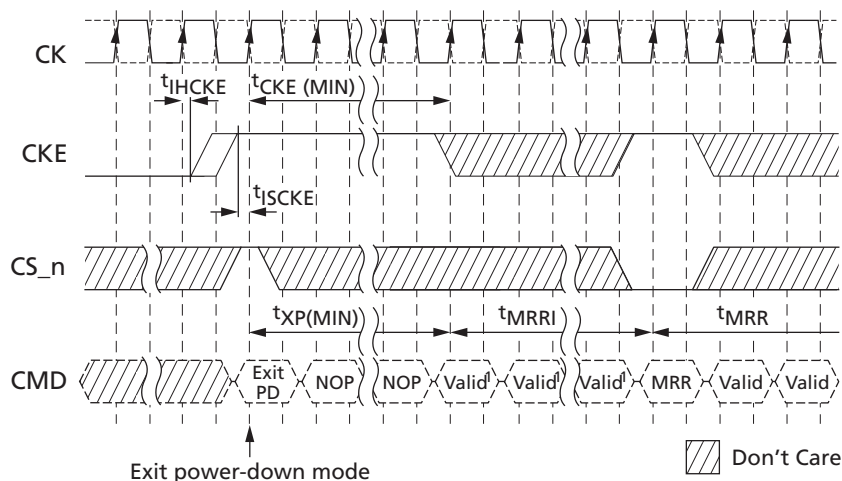 CK
tIHCKE
tCKE (MIN)
CKE
tISCKE
CS_n
tXP(MIN)
tMRRI
tMRR
CMD
Exit PD
NOP
NOP
Valid1
Valid1
Valid1
MRR
Valid
Valid
Exit power-down mode
Don't Care